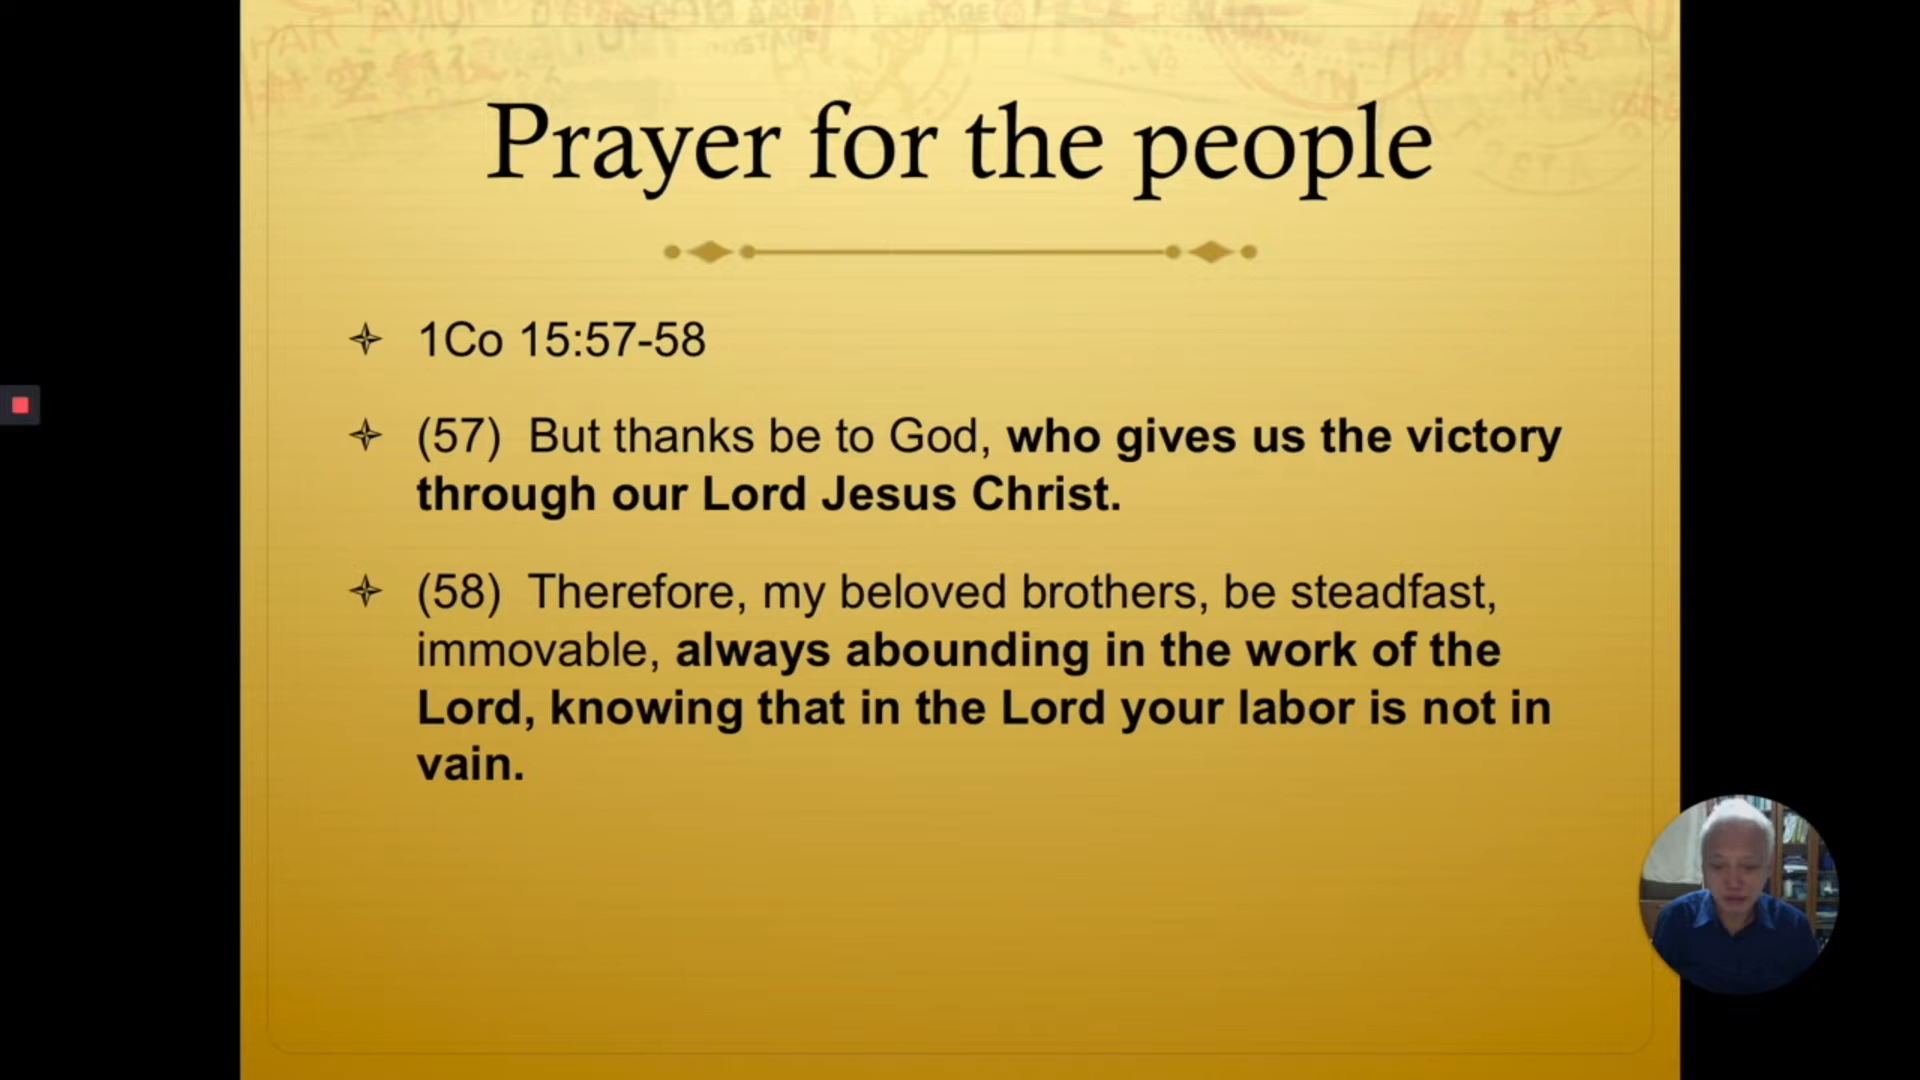 PAR AVI
Prayer for the people
1Co 15:57-58
(57) But thanks be to God, who gives us the victory
through our Lord Jesus Christ.
(58) Therefore, my beloved brothers, be steadfast,
immovable, always abounding in the work of the
Lord, knowing that in the Lord your labor is not in
vain.